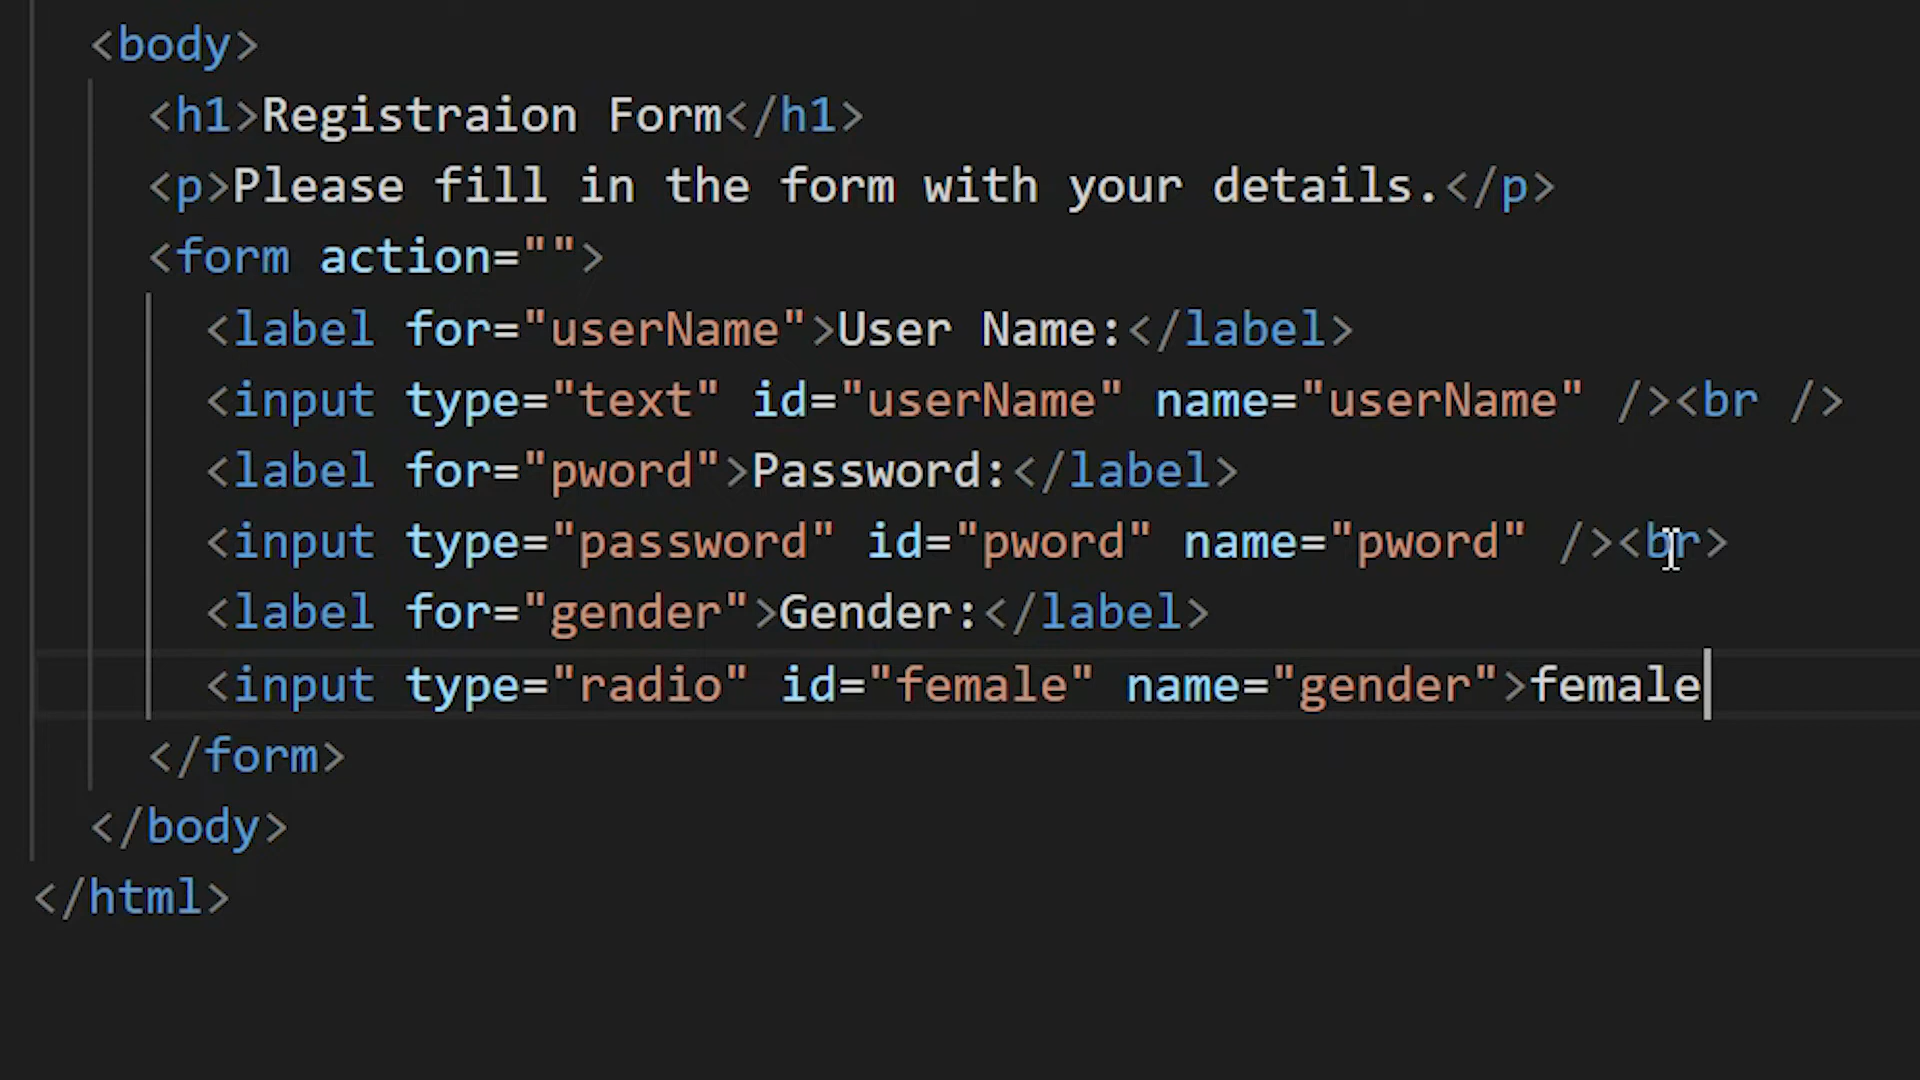 <body>
<h1>Registraion Form</h1>
<p>Please fill in the form with your details.</p>
<form action="">
<label for="userName">User Name:</label>
<input type="text" id="userName" name="userName" /><br />
<label for="pword">Password:</label>
<input type="password" id="pword" name="pword" /><br>
<label for="gender">Gender:</label>
<input type="radio" id="female" name="gender">female
</form>
</body>
</html>